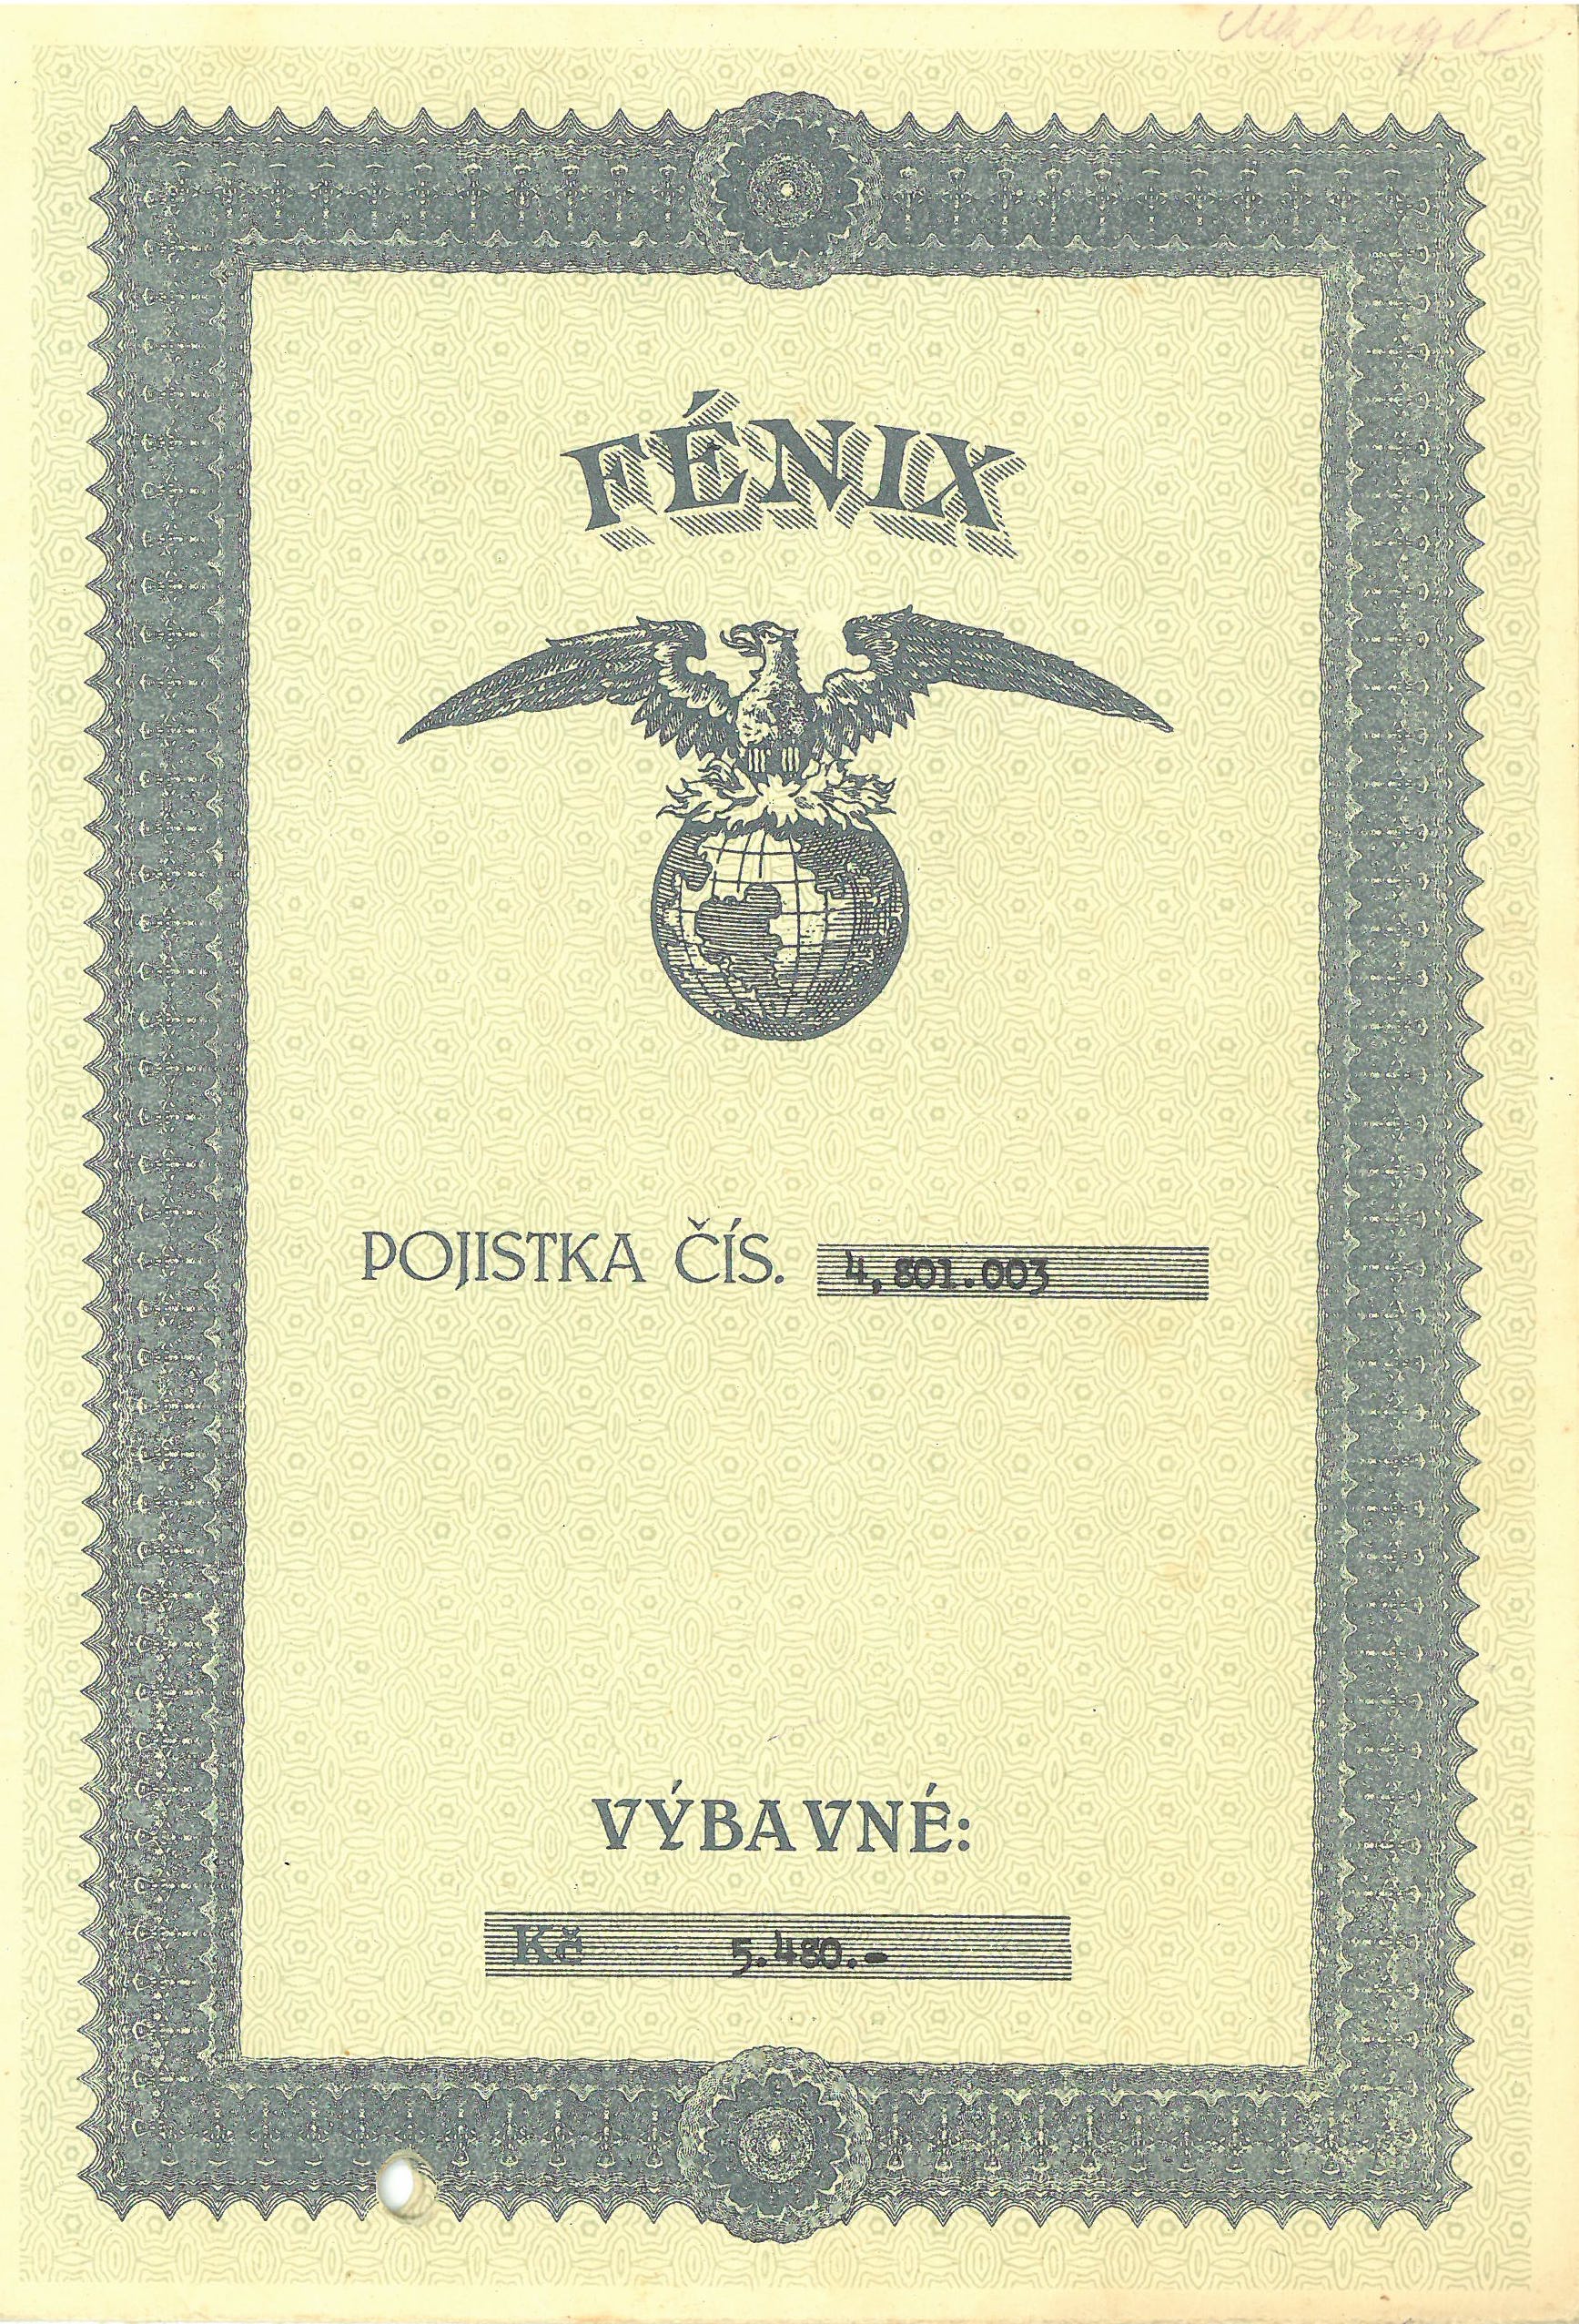 FÉNIX
POJISTKA ČÍS. 4,801.003
VÝBAVNÉ:
Kč 5.480.-